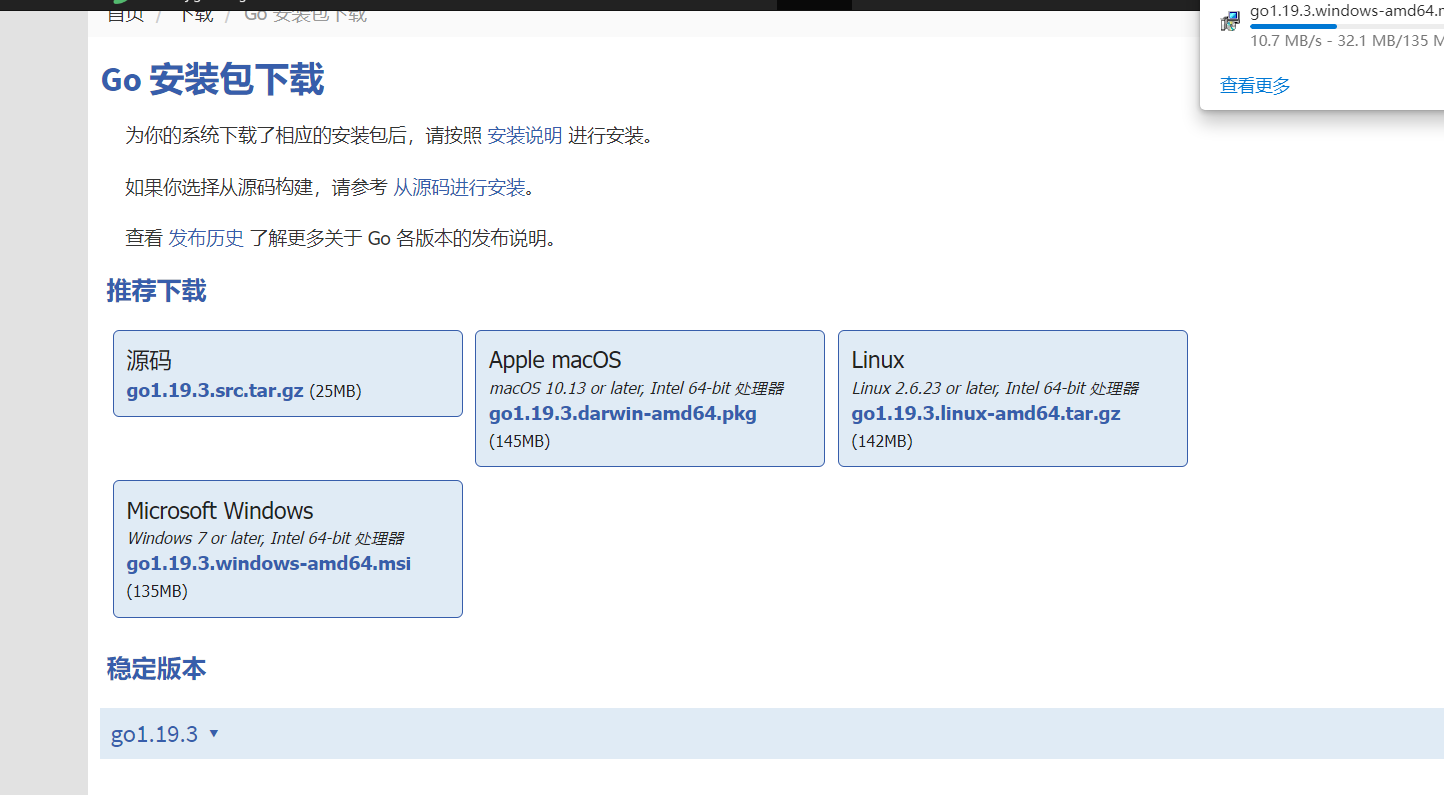 首页 / 下载 / Go 安装包下载
go1.19.3.windows-amd64.m
10.7 MB/s - 32.1 MB/135 M
查看更多
Go 安装包下载
为你的系统下载了相应的安装包后，请按照 安装说明 进行安装。
如果你选择从源码构建，请参考 从源码进行安装。
查看 发布历史 了解更多关于 Go 各版本的发布说明。
推荐下载
源码
go1.19.3.src.tar.gz (25MB)
Apple macOS
macOS 10.13 or later, Intel 64-bit 处理器
go1.19.3.darwin-amd64.pkg
(145MB)
Linux
Linux 2.6.23 or later, Intel 64-bit 处理器
go1.19.3.linux-amd64.tar.gz
(142MB)
Microsoft Windows
Windows 7 or later, Intel 64-bit 处理器
go1.19.3.windows-amd64.msi
(135MB)
稳定版本
go1.19.3 ▾